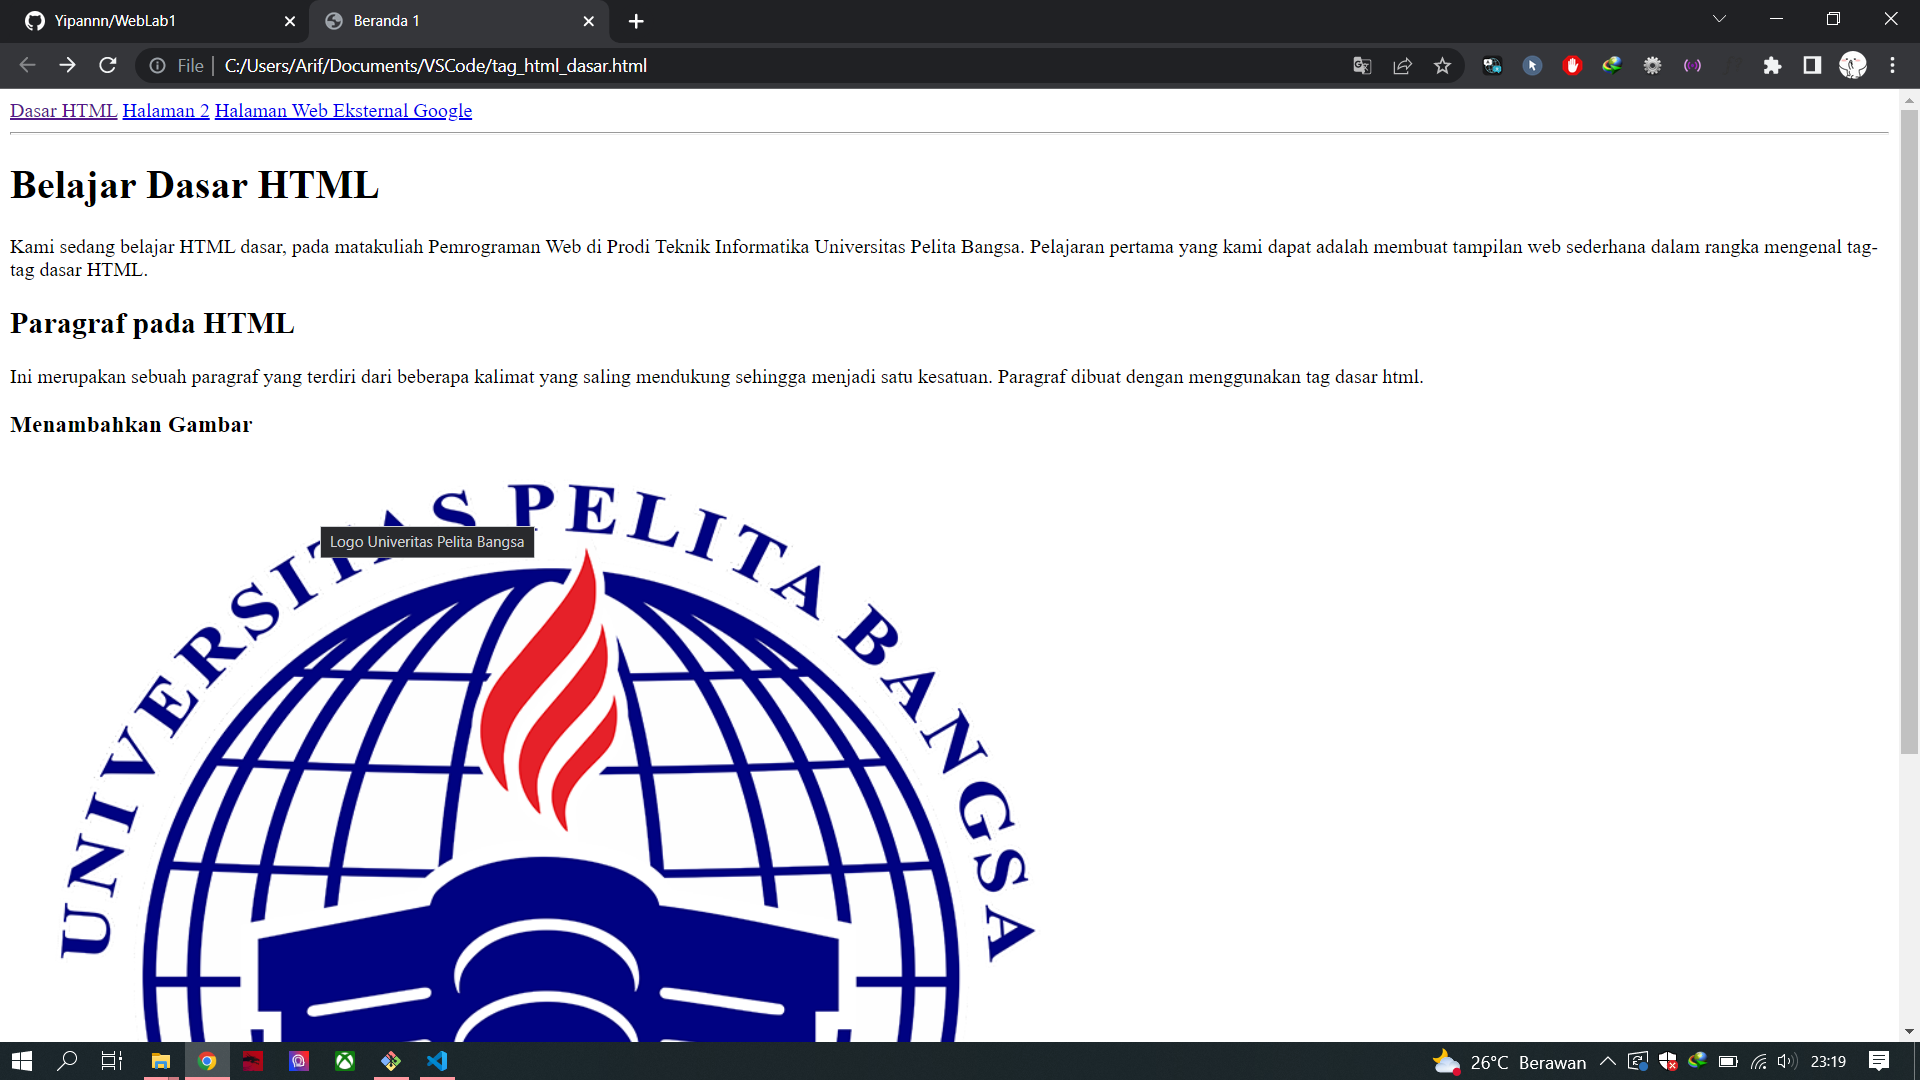 Yipannn/WebLab1
Beranda 1
File
C:/Users/Arif/Documents/VSCode/tag_html_dasar.html
Dasar HTML Halaman 2 Halaman Web Eksternal Google
Belajar Dasar HTML
Kami sedang belajar HTML dasar, pada matakuliah Pemrograman Web di Prodi Teknik Informatika Universitas Pelita Bangsa. Pelajaran pertama yang kami dapat adalah membuat tampilan web sederhana dalam rangka mengenal tag-
tag dasar HTML.
Paragraf pada HTML
Ini merupakan sebuah paragraf yang terdiri dari beberapa kalimat yang saling mendukung sehingga menjadi satu kesatuan. Paragraf dibuat dengan menggunakan tag dasar html.
Menambahkan Gambar
UNIVERSITAS PELITA BANGSA
Logo Univeritas Pelita Bangsa
26°C Berawan
23:19